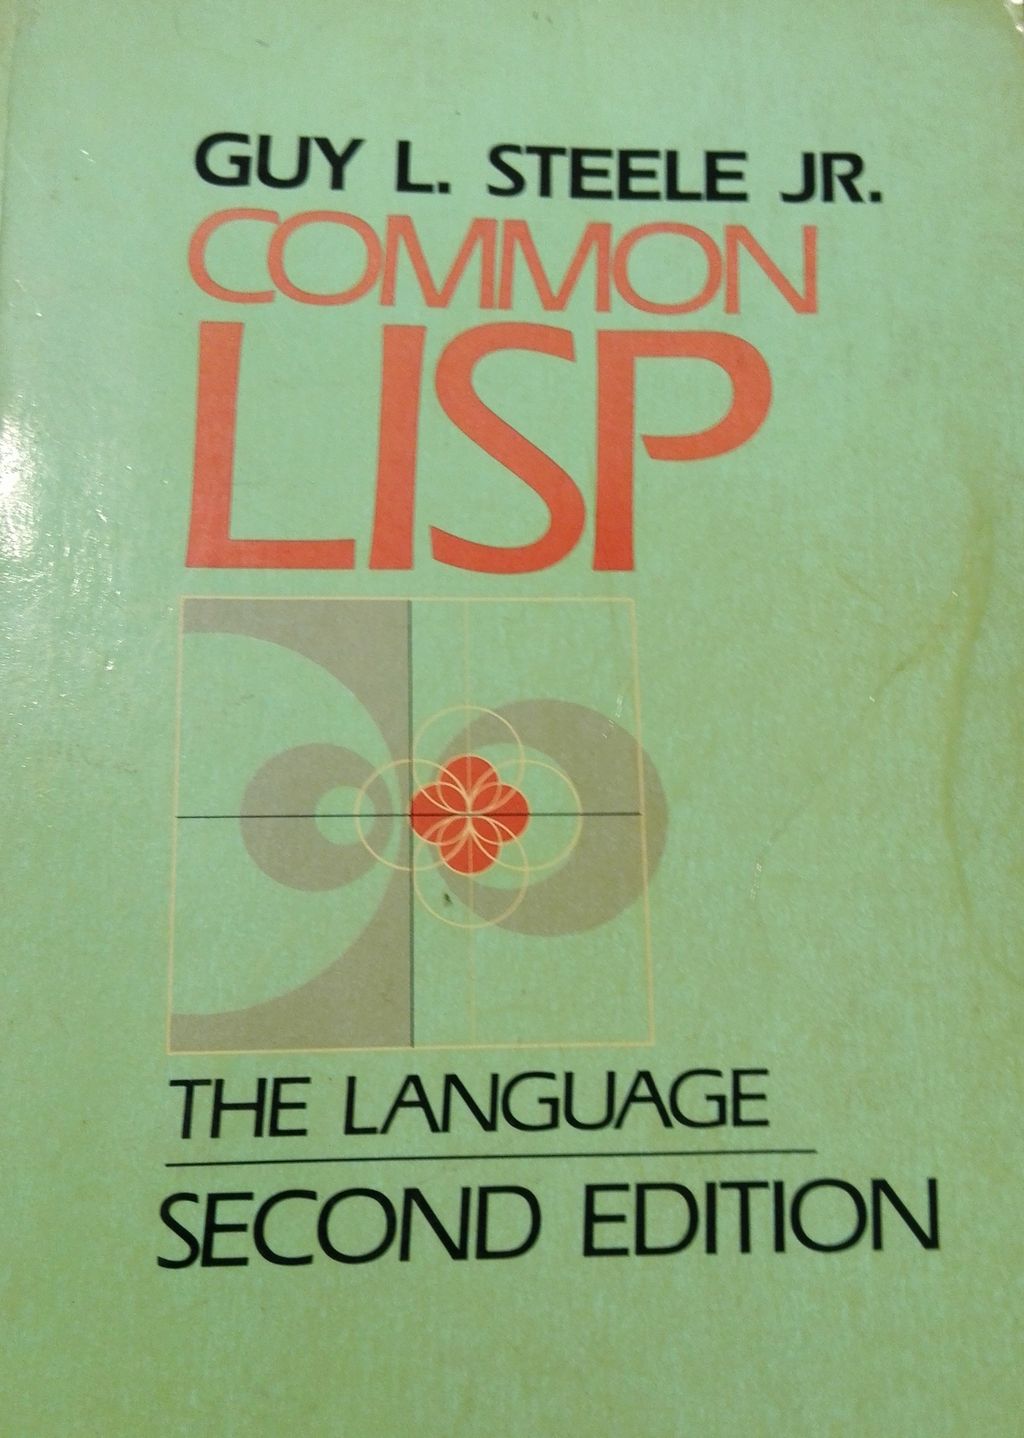 GUY L. STEELE JR.
COMMON
LISP
THE LANGUAGE
SECOND EDITION